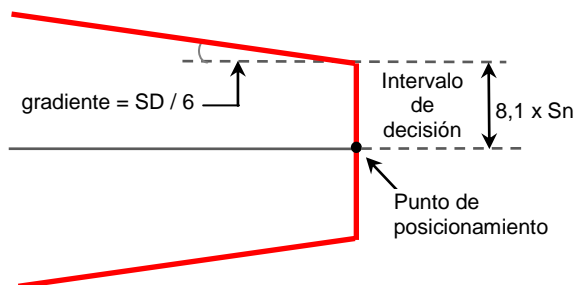 gradiente = SD / 6
Intervalo
de
decisión
8,1 x Sn
Punto de
posicionamiento